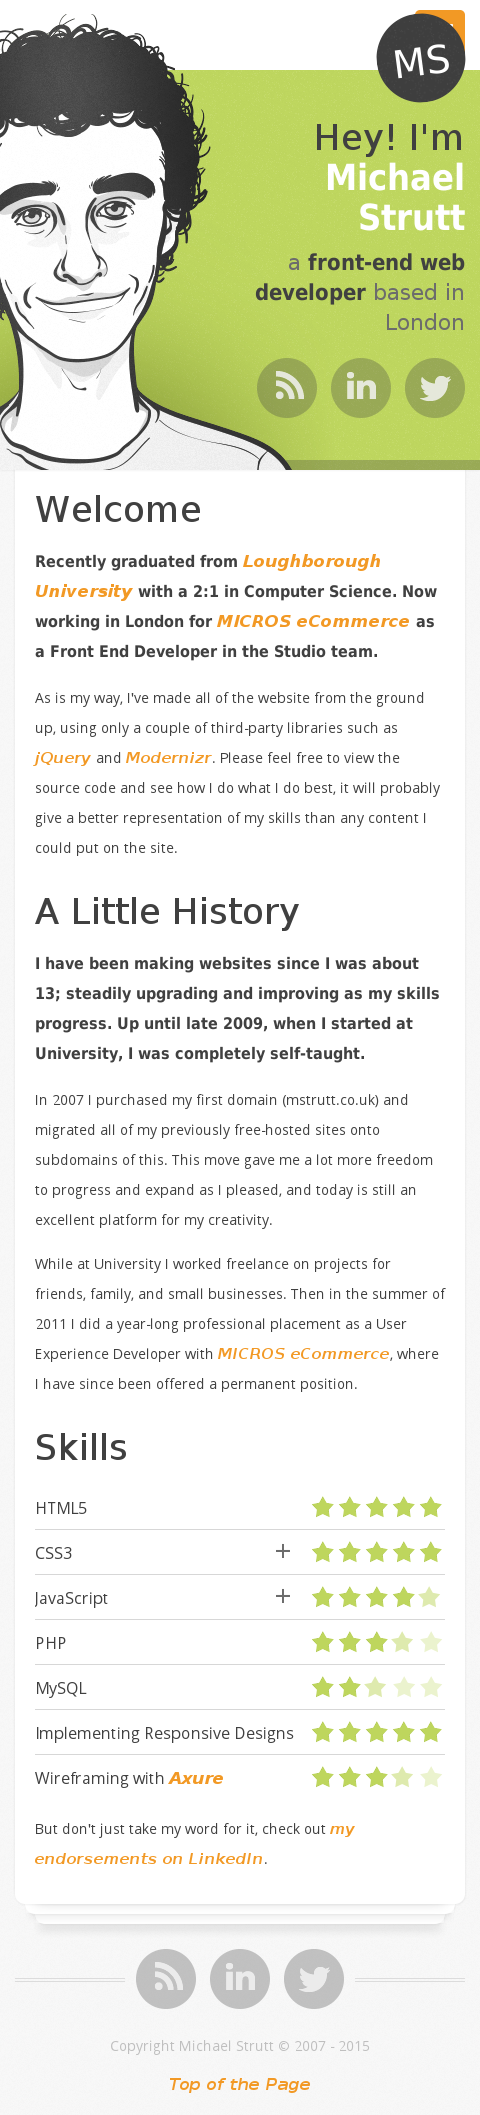 MS
Hey! I'm
Michael
Strutt
a front-end web
developer based in
London
in
Welcome
Recently graduated from Loughborough
University with a 2:1 in Computer Science. Now
working in London for MICROS eCommerce as
a Front End Developer in the Studio team.
As is my way, I've made all of the website from the ground
up, using only a couple of third-party libraries such as
jQuery and Modernizr. Please feel free to view the
source code and see how I do what I do best, it will probably
give a better representation of my skills than any content I
could put on the site.
A Little History
I have been making websites since I was about
13; steadily upgrading and improving as my skills
progress. Up until late 2009, when I started at
University, I was completely self-taught.
In 2007 I purchased my first domain (mstrutt.co.uk) and
migrated all of my previously free-hosted sites onto
subdomains of this. This move gave me a lot more freedom
to progress and expand as I pleased, and today is still an
excellent platform for my creativity.
While at University I worked freelance on projects for
friends, family, and small businesses. Then in the summer of
2011 I did a year-long professional placement as a User
Experience Developer with MICROS eCommerce, where
I have since been offered a permanent position.
Skills
HTML5
CSS3 +
JavaScript +
PHP
MySQL
Implementing Responsive Designs
Wireframing with Axure
But don't just take my word for it, check out my
endorsements on LinkedIn.
in
Copyright Michael Strutt © 2007 - 2015
Top of the Page